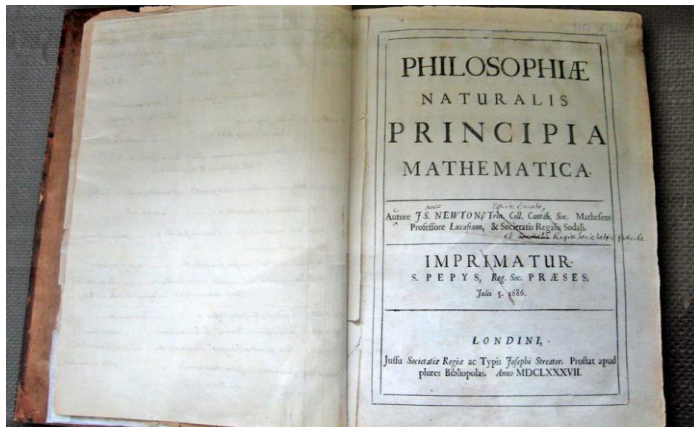 PHILOSOPHIÆ
NATURALIS
PRINCIPIA
MATHEMATICA.
Autore JS. NEWTON, Trin. Coll. Cantab. Soc. Matheseos
Professore Lucasiano, & Societatis Regalis Sodali.
IMPRIMATUR.
S. PEPYS, Reg. Soc. PRÆSES.
Julii 5. 1686.
LONDINI,
Jussu Societatis Regiæ ac Typis Josephi Streater. Prostat apud
plures Bibliopolas. Anno MDCLXXXVII.